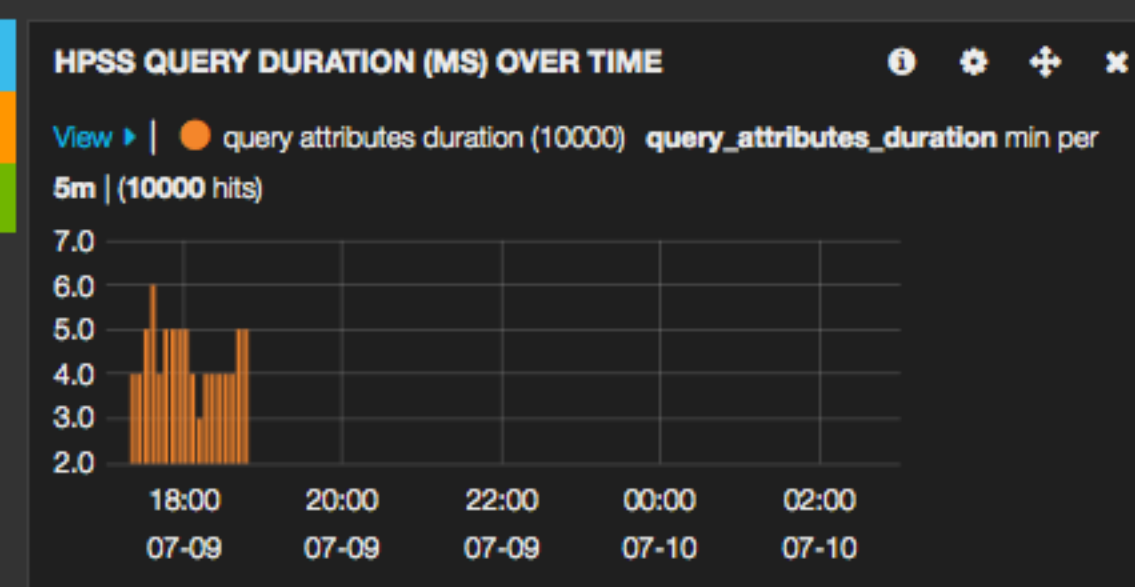 HPSS QUERY DURATION (MS) OVER TIME
View | query attributes duration (10000) query_attributes_duration min per
5m | (10000 hits)
7.0
6.0
5.0
4.0
3.0
2.0
18:00 20:00 22:00 00:00 02:00
07-09 07-09 07-09 07-10 07-10